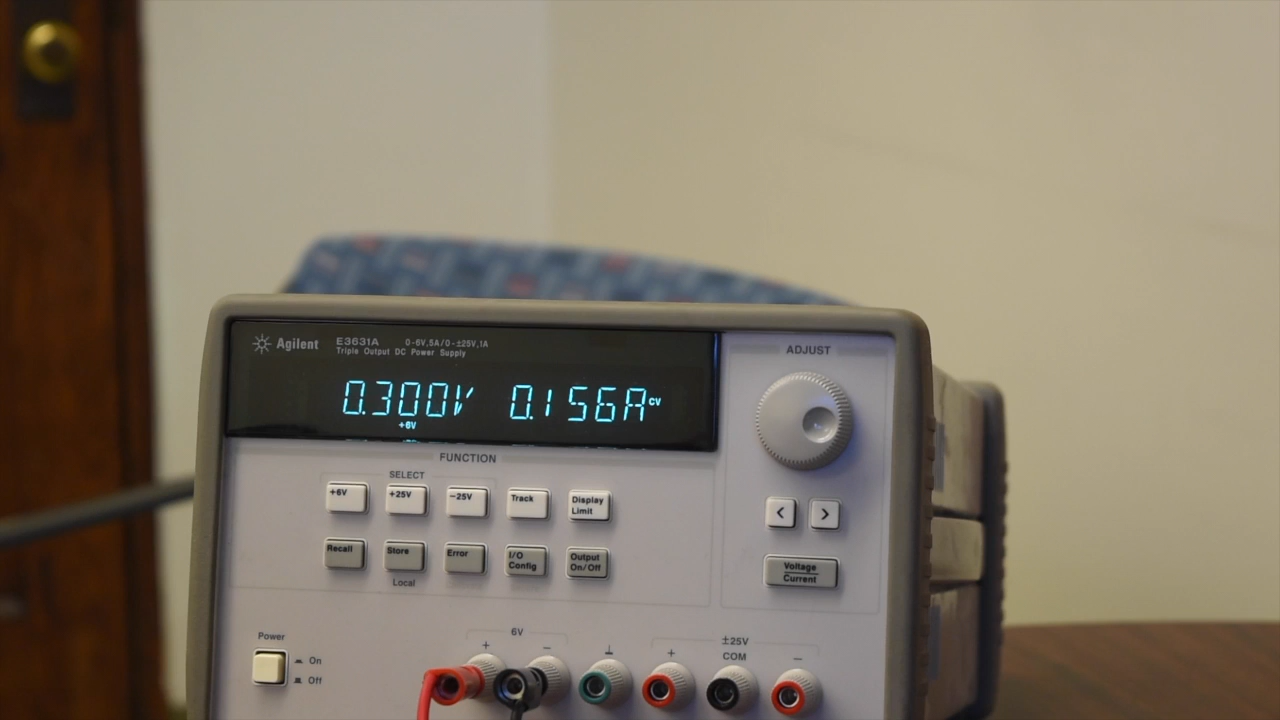 Agilent E3631A 0-6V,5A/0-±25V,1A
Triple Output DC Power Supply
0.300V 0.156A CV
+6V
ADJUST
FUNCTION
SELECT
+6V +25V -25V Track Display Limit
Recall Store Error I/O Config Output On/Off
Local
< >
Voltage
Current
Power
On
Off
6V
+ -
±25V
+ COM -